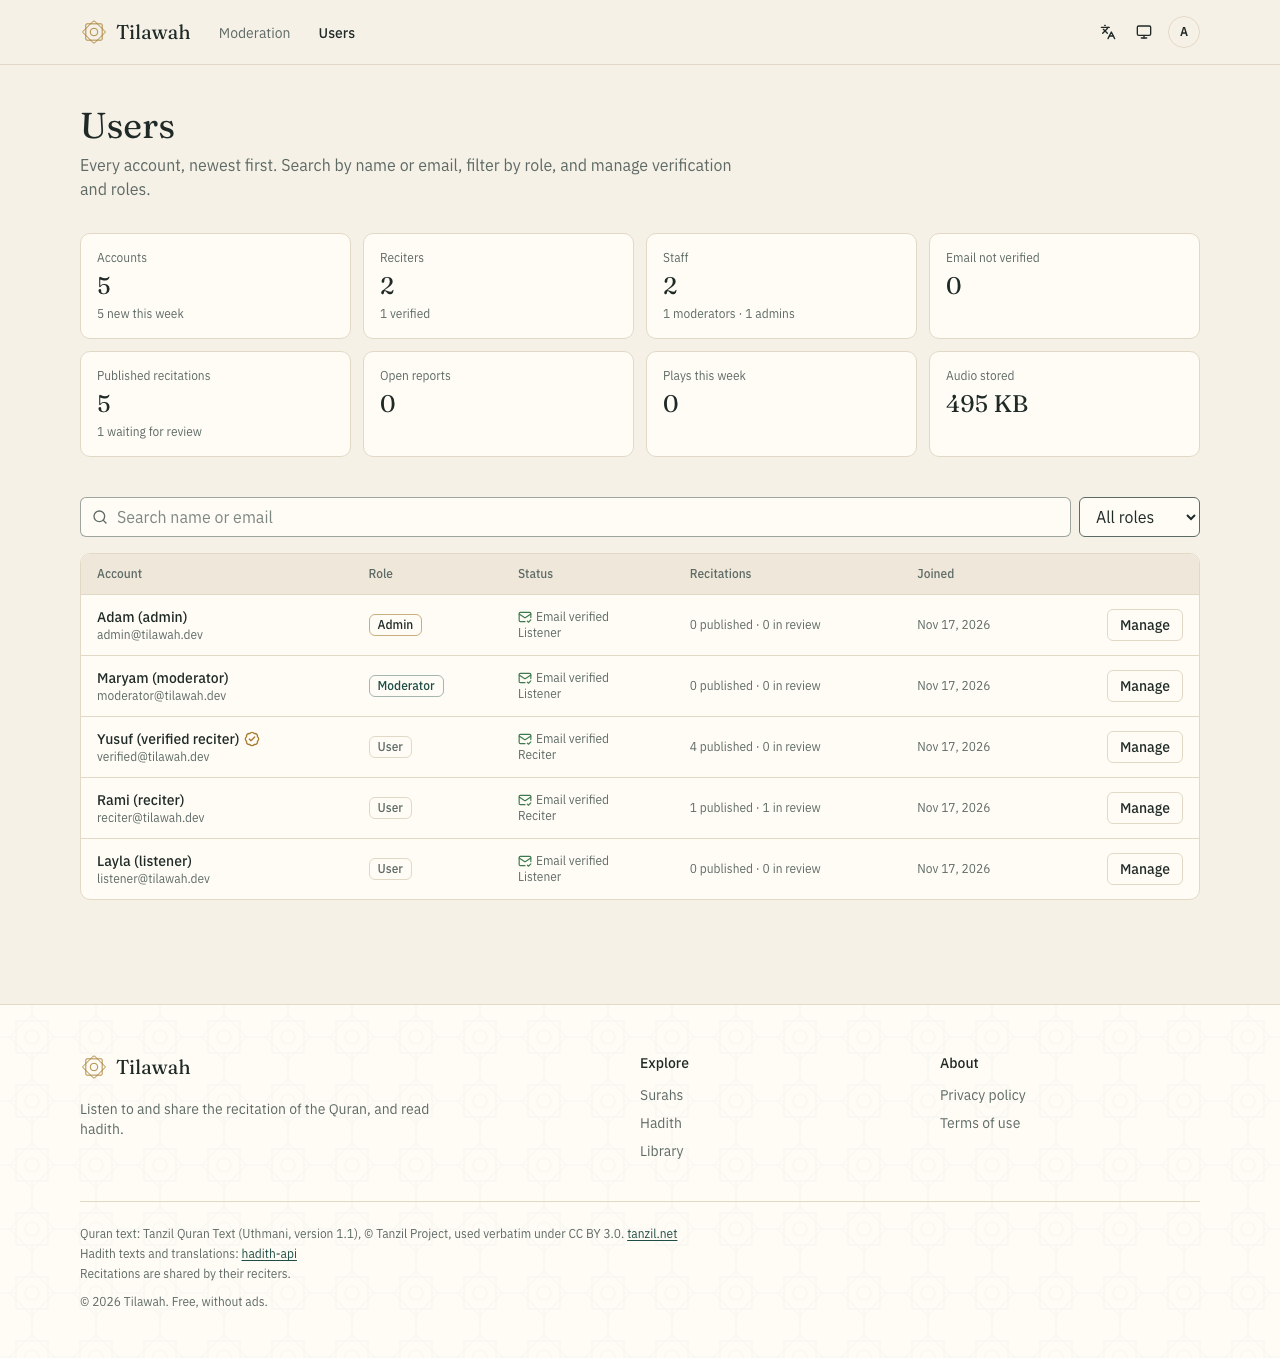 Tilawah
Moderation
Users
A
Users
Every account, newest first. Search by name or email, filter by role, and manage verification
and roles.
Accounts
5
5 new this week
Reciters
2
1 verified
Staff
2
1 moderators · 1 admins
Email not verified
0
Published recitations
5
1 waiting for review
Open reports
0
Plays this week
0
Audio stored
495 KB
Search name or email
All roles
Account Role Status Recitations Joined
Adam (admin)
admin@tilawah.dev
Admin
Email verified
Listener
0 published · 0 in review
Nov 17, 2026
Manage
Maryam (moderator)
moderator@tilawah.dev
Moderator
Email verified
Listener
0 published · 0 in review
Nov 17, 2026
Manage
Yusuf (verified reciter)
verified@tilawah.dev
User
Email verified
Reciter
4 published · 0 in review
Nov 17, 2026
Manage
Rami (reciter)
reciter@tilawah.dev
User
Email verified
Reciter
1 published · 1 in review
Nov 17, 2026
Manage
Layla (listener)
listener@tilawah.dev
User
Email verified
Listener
0 published · 0 in review
Nov 17, 2026
Manage
Tilawah
Listen to and share the recitation of the Quran, and read
hadith.
Explore
Surahs
Hadith
Library
About
Privacy policy
Terms of use
Quran text: Tanzil Quran Text (Uthmani, version 1.1), © Tanzil Project, used verbatim under CC BY 3.0. tanzil.net
Hadith texts and translations: hadith-api
Recitations are shared by their reciters.
© 2026 Tilawah. Free, without ads.